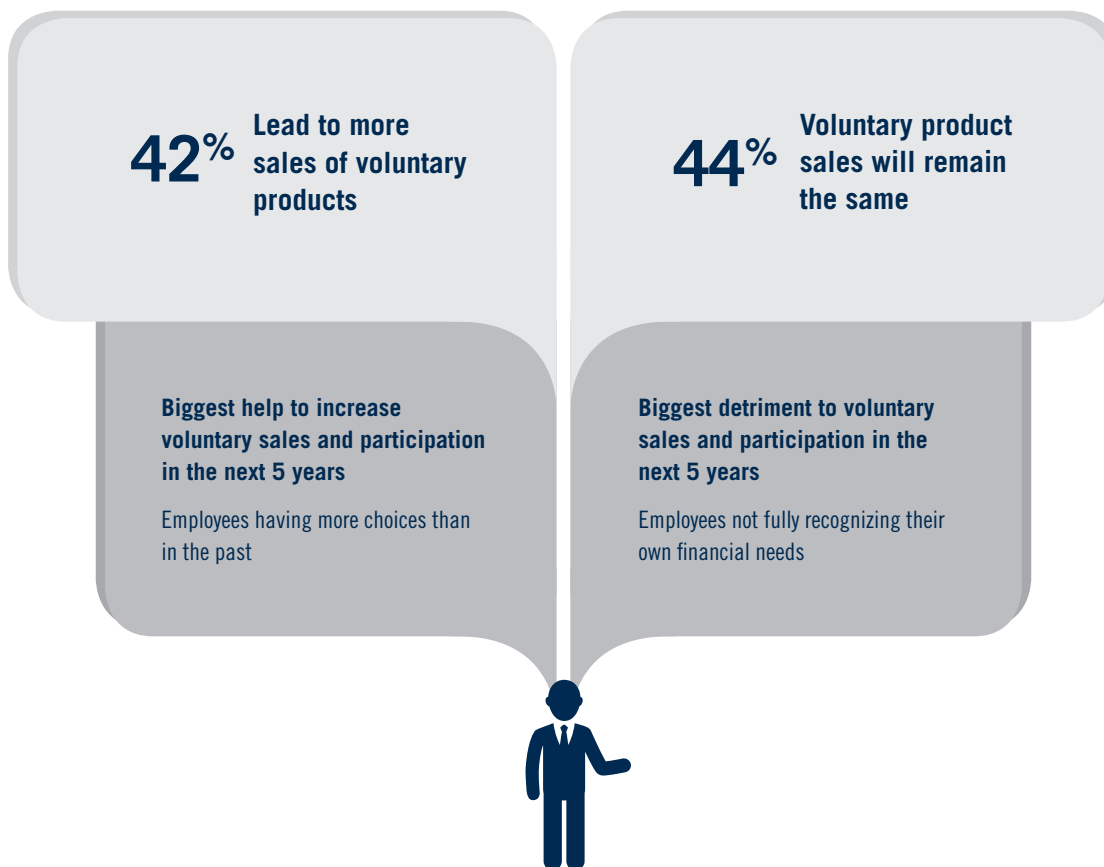 42%
Lead to more
sales of voluntary
products
44%
Voluntary product
sales will remain
the same
Biggest help to increase
voluntary sales and participation
in the next 5 years
Employees having more choices than
in the past
Biggest detriment to voluntary
sales and participation in the
next 5 years
Employees not fully recognizing their
own financial needs